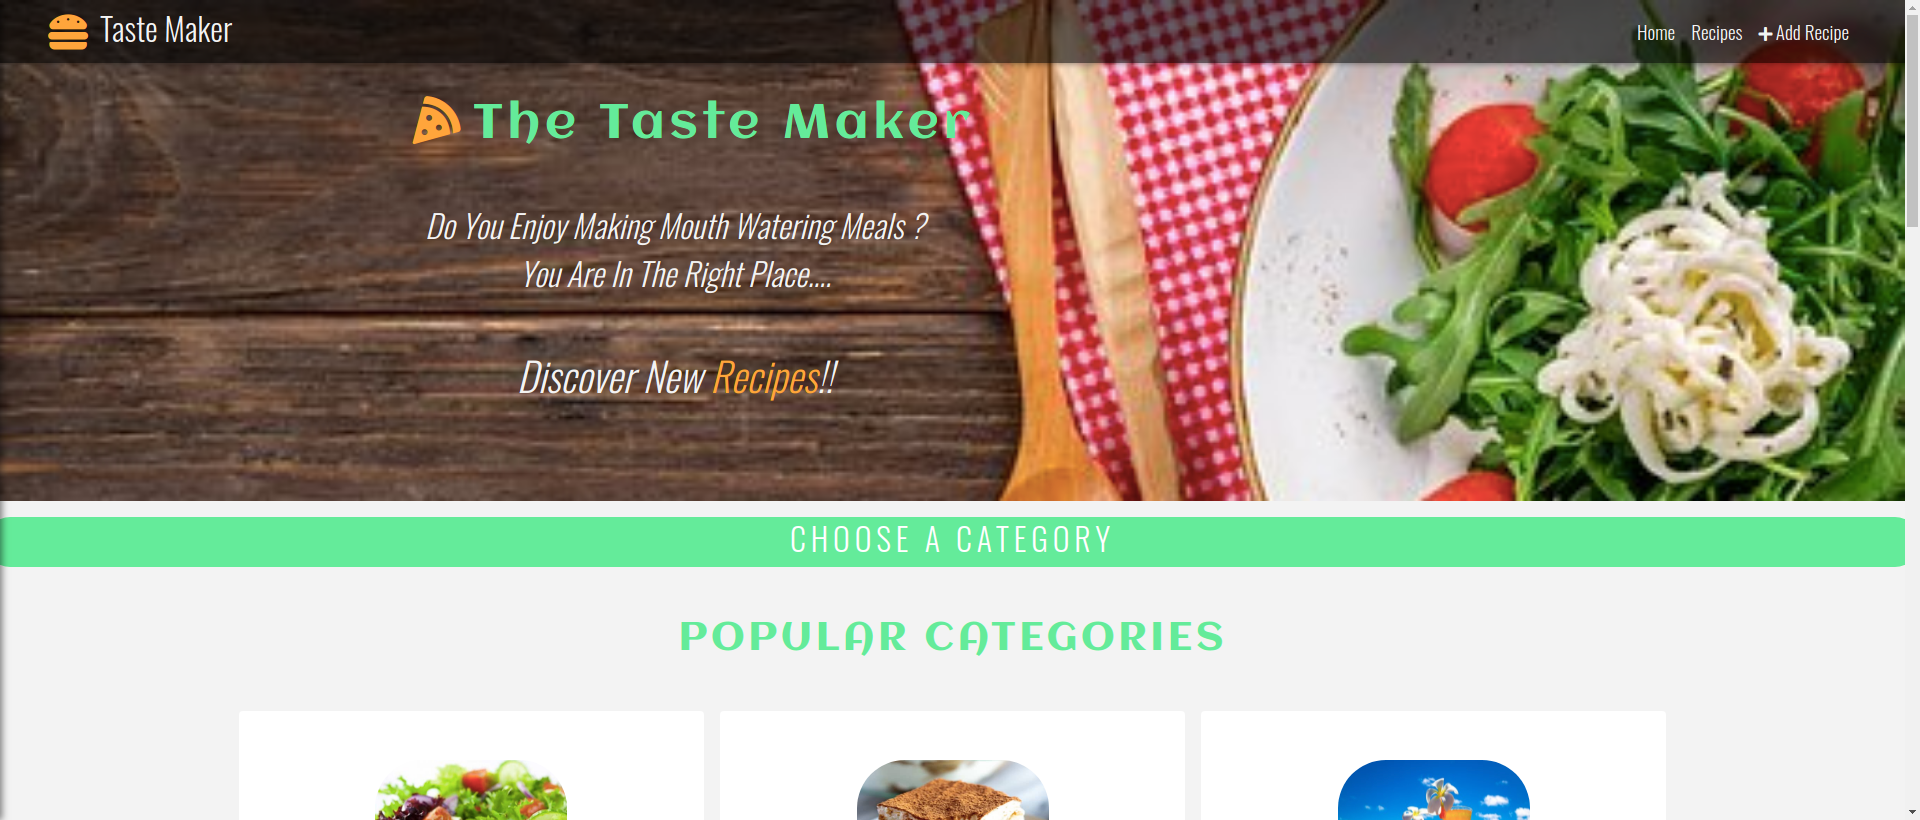 Taste Maker
Home Recipes Add Recipe
The Taste Maker
Do You Enjoy Making Mouth Watering Meals ?
You Are In The Right Place....
Discover New Recipes!!
CHOOSE A CATEGORY
POPULAR CATEGORIES